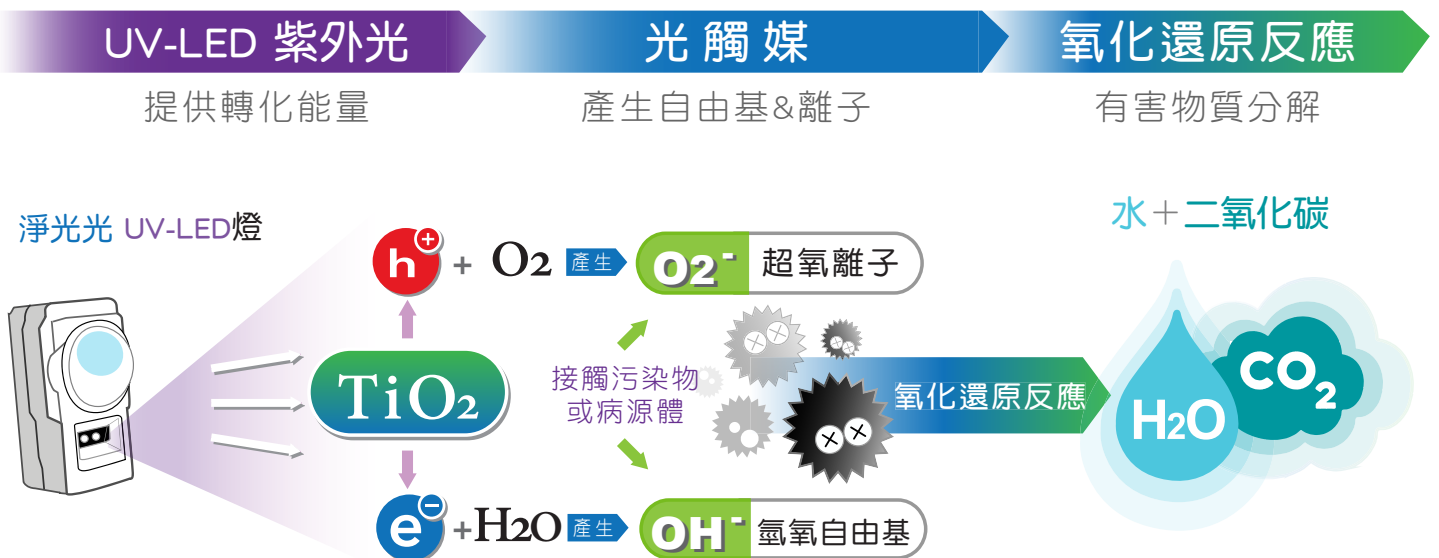 UV-LED 紫外光
光觸媒
氧化還原反應
提供轉化能量
產生自由基&離子
有害物質分解
淨光光 UV-LED燈
水+二氧化碳
h+ + O2 產生 O2- 超氧離子
TiO2
接觸污染物
或病源體
氧化還原反應
H2O
CO2
e- +H2O 產生 OH- 氫氧自由基